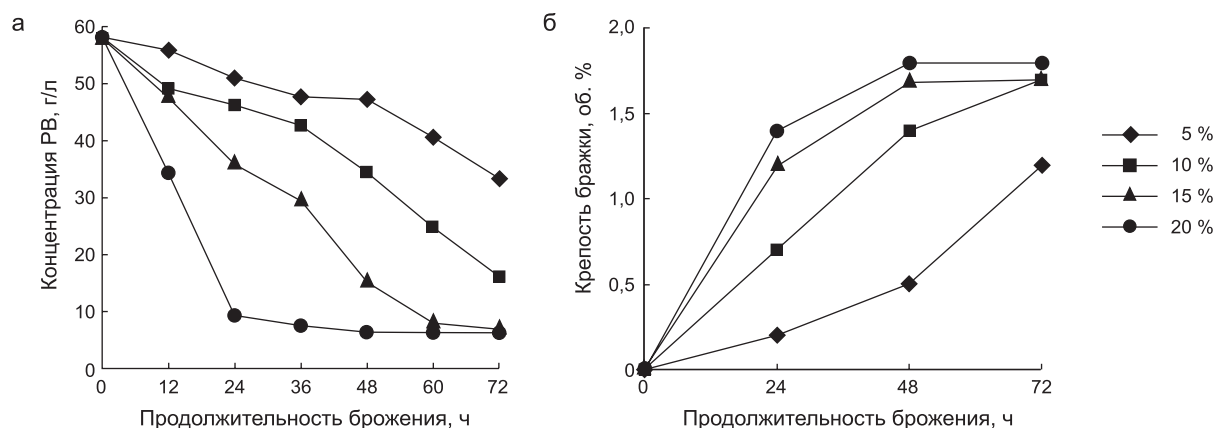 а
60
50
40
30
20
10
0
Концентрация РВ, г/л
0 12 24 36 48 60 72
Продолжительность брожения, ч
б
2,0
1,5
1,0
0,5
0
Крепость бражки, об. %
0 24 48 72
Продолжительность брожения, ч
5 %
10 %
15 %
20 %